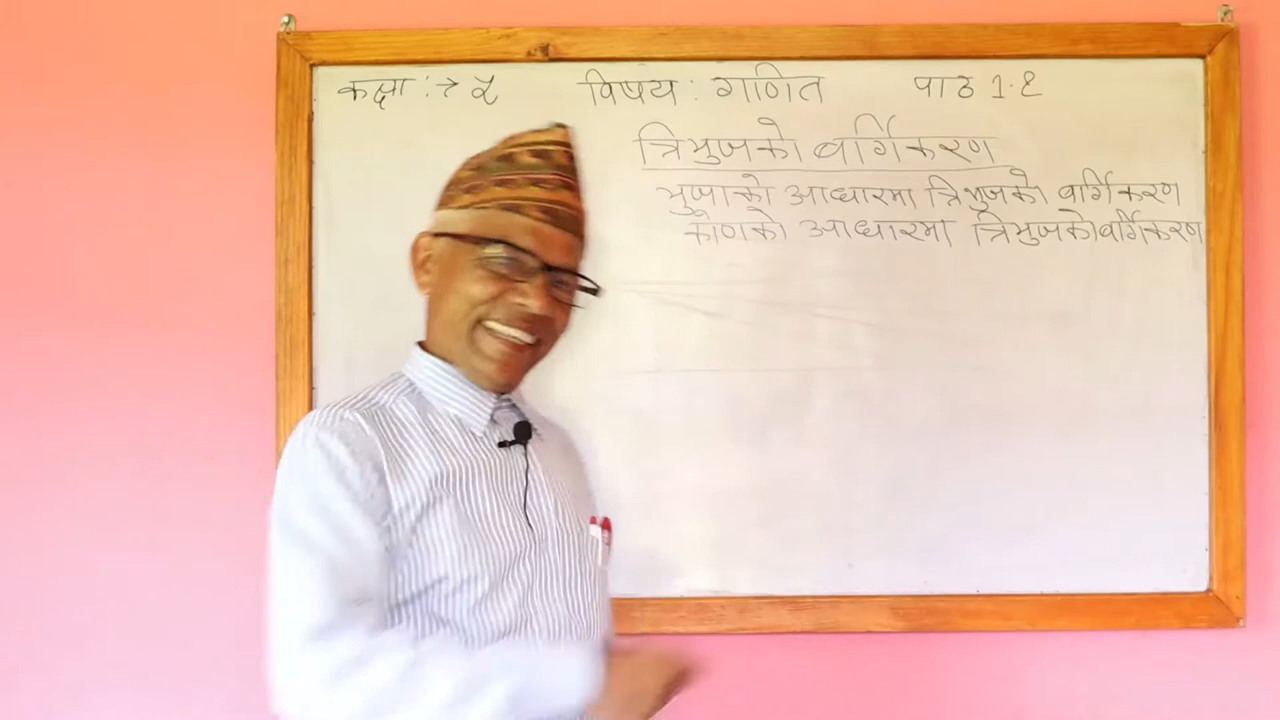 कक्षा :→ ५ विषय : गणित पाठ 1.2
त्रिभुजको वर्गिकरण
भुजाको आधारमा त्रिभुजको वर्गिकरण
कोणको आधारमा त्रिभुजको वर्गिकरण